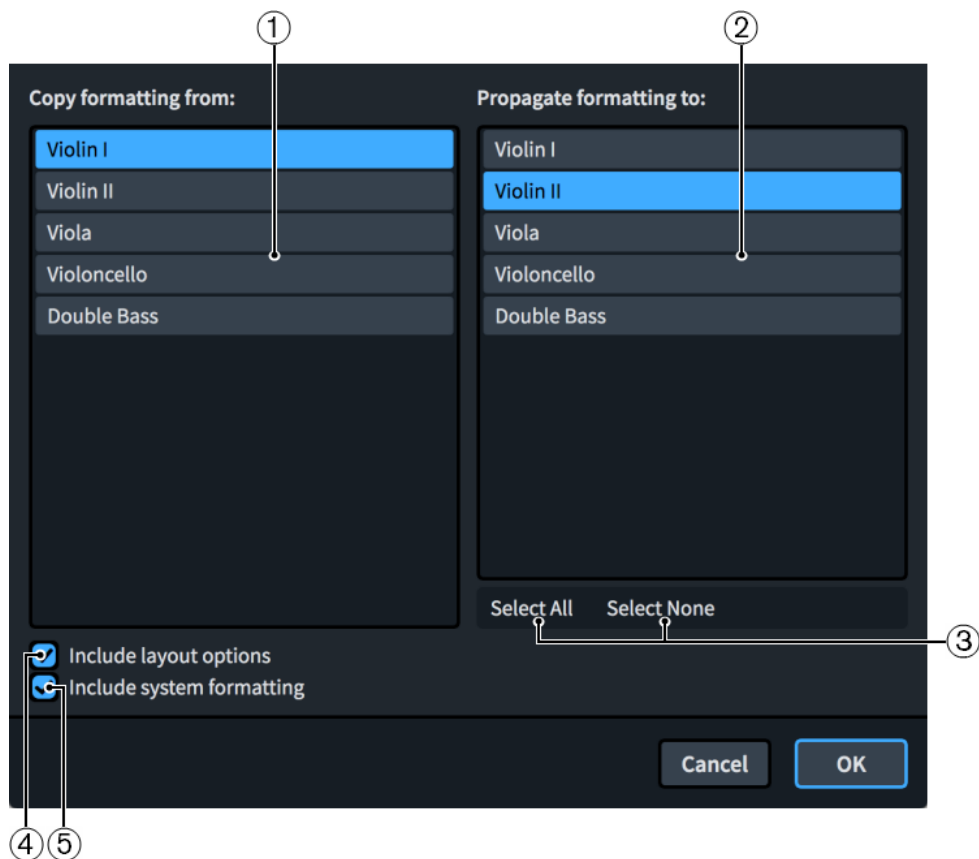 ① ②
Copy formatting from:
Violin I
Violin II
Viola
Violoncello
Double Bass
Propagate formatting to:
Violin I
Violin II
Viola
Violoncello
Double Bass
Select All Select None
③
Include layout options
Include system formatting
Cancel OK
④⑤